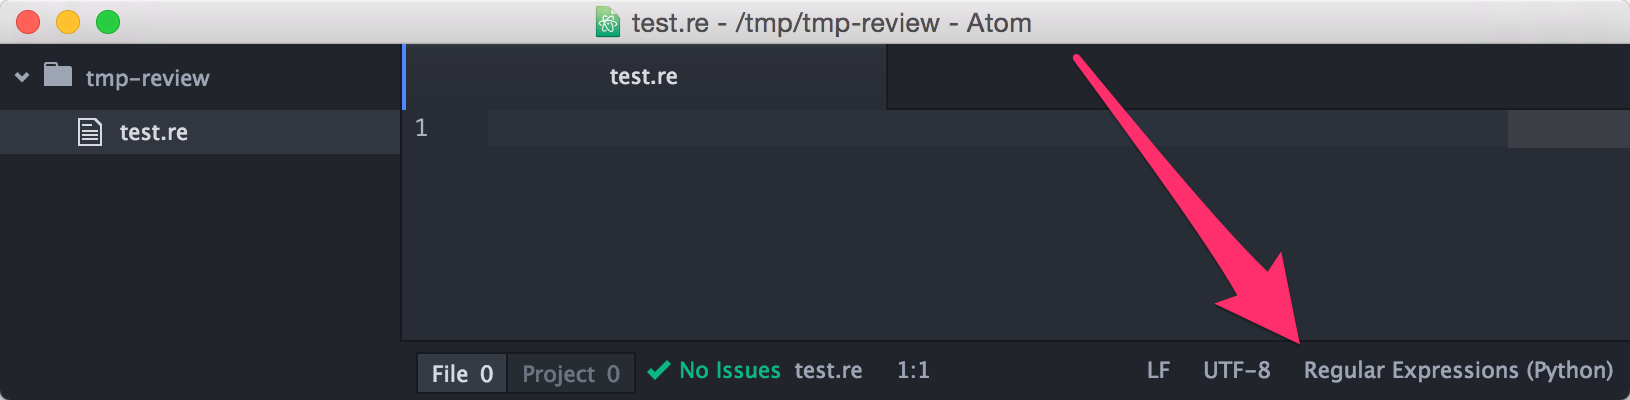 test.re - /tmp/tmp-review - Atom
tmp-review
test.re
test.re
1
File 0 Project 0 No Issues test.re 1:1 LF UTF-8 Regular Expressions (Python)